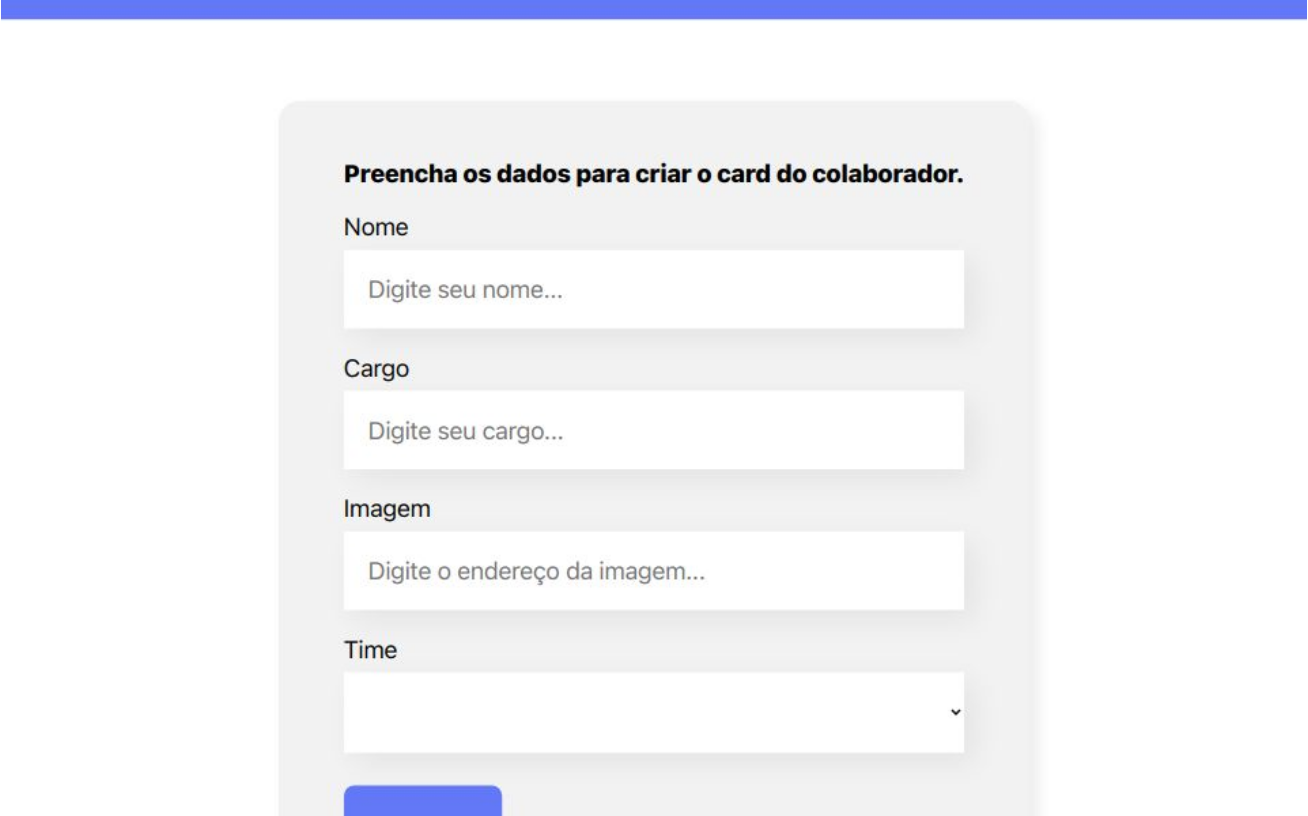 Preencha os dados para criar o card do colaborador.
Nome
Digite seu nome...
Cargo
Digite seu cargo...
Imagem
Digite o endereço da imagem...
Time